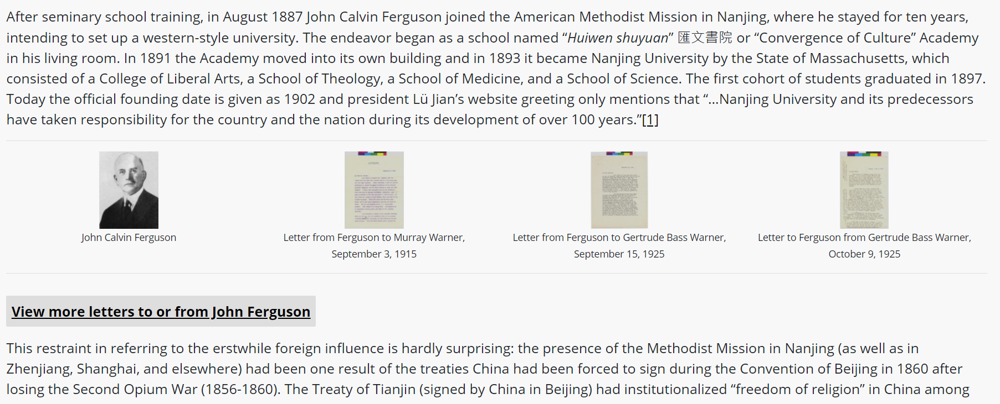 After seminary school training, in August 1887 John Calvin Ferguson joined the American Methodist Mission in Nanjing, where he stayed for ten years,
intending to set up a western-style university. The endeavor began as a school named “Huiwen shuyuan” 匯文書院 or “Convergence of Culture” Academy
in his living room. In 1891 the Academy moved into its own building and in 1893 it became Nanjing University by the State of Massachusetts, which
consisted of a College of Liberal Arts, a School of Theology, a School of Medicine, and a School of Science. The first cohort of students graduated in 1897.
Today the official founding date is given as 1902 and president Lü Jian’s website greeting only mentions that “…Nanjing University and its predecessors
have taken responsibility for the country and the nation during its development of over 100 years.”[1]
John Calvin Ferguson
Letter from Ferguson to Murray Warner,
September 3, 1915
Letter from Ferguson to Gertrude Bass Warner,
September 15, 1925
Letter to Ferguson from Gertrude Bass Warner,
October 9, 1925
View more letters to or from John Ferguson
This restraint in referring to the erstwhile foreign influence is hardly surprising: the presence of the Methodist Mission in Nanjing (as well as in
Zhenjiang, Shanghai, and elsewhere) had been one result of the treaties China had been forced to sign during the Convention of Beijing in 1860 after
losing the Second Opium War (1856-1860). The Treaty of Tianjin (signed by China in Beijing) had institutionalized “freedom of religion” in China among